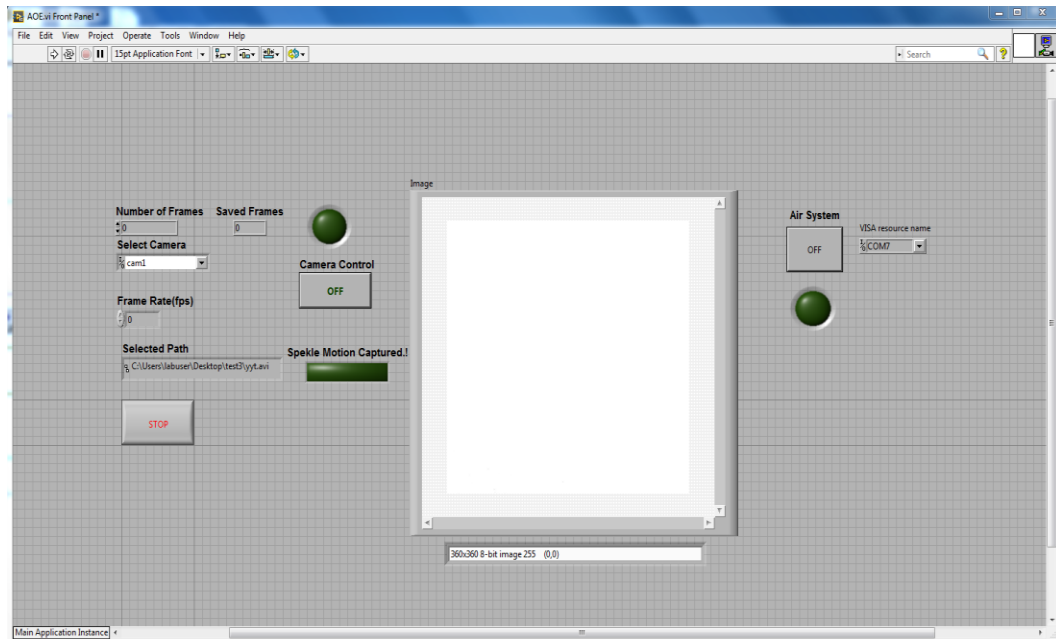 AOE.vi Front Panel *
File Edit View Project Operate Tools Window Help
15pt Application Font
Search
Image
Number of Frames Saved Frames
0 0
Select Camera
cam1
Camera Control
OFF
Frame Rate(fps)
0
Selected Path
C:\Users\labuser\Desktop\test3\yyt.avi
Spekle Motion Captured.!
STOP
Air System
OFF
VISA resource name
COM7
360x360 8-bit image 255 (0,0)
Main Application Instance